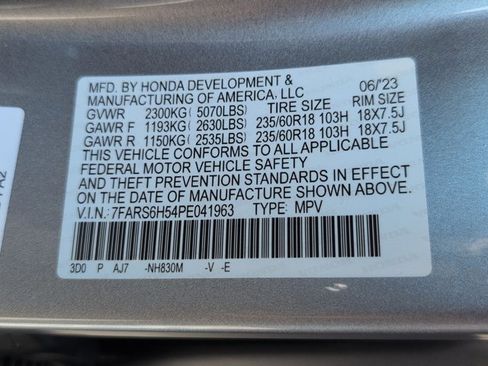 MFD. BY HONDA DEVELOPMENT & 06/'23
MANUFACTURING OF AMERICA, LLC
GVWR 2300KG( 5070LBS) TIRE SIZE RIM SIZE
GAWR F 1193KG( 2630LBS) 235/60R18 103H 18X7.5J
GAWR R 1150KG( 2535LBS) 235/60R18 103H 18X7.5J
THIS VEHICLE CONFORMS TO ALL APPLICABLE
FEDERAL MOTOR VEHICLE SAFETY
AND THEFT PREVENTION STANDARDS IN EFFECT
ON THE DATE OF MANUFACTURE SHOWN ABOVE.
V.I.N.:7FARS6H54PE041963 TYPE: MPV
3D0 P AJ7 -NH830M -V -E